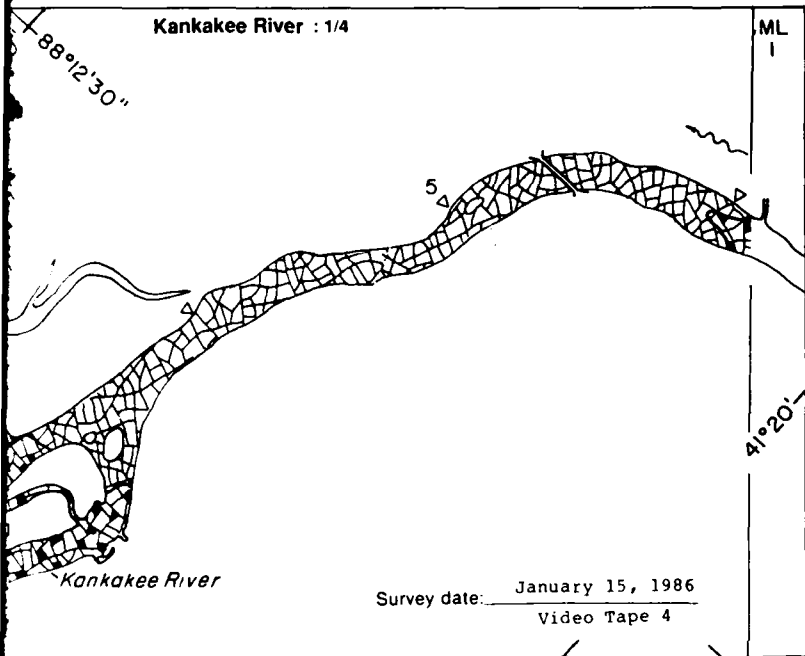 Kankakee River : 1/4
ML
1
88°12'30"
5
41°20'
Kankakee River
Survey date: January 15, 1986
Video Tape 4